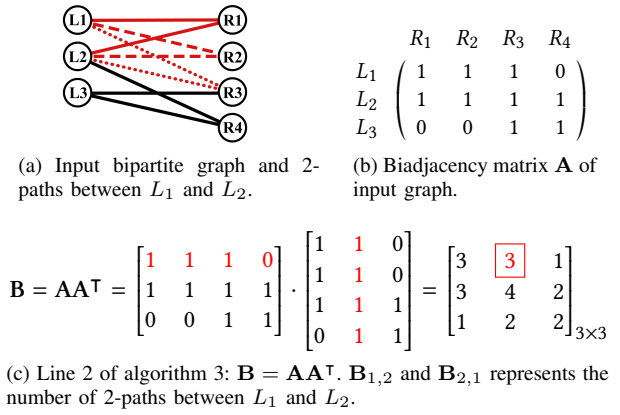 L1 R1
L2 R2
L3 R3
R4
(a) Input bipartite graph and 2-
paths between L₁ and L₂.
R₁ R₂ R₃ R₄
L₁ ( 1 1 1 0 )
L₂ ( 1 1 1 1 )
L₃ ( 0 0 1 1 )
(b) Biadjacency matrix A of
input graph.
B = AAᵀ = [1 1 1 0; 1 1 1 1; 0 0 1 1] · [1 1 0; 1 1 0; 1 1 1; 0 1 1] = [3 3 1; 3 4 2; 1 2 2]₃ₓ₃
(c) Line 2 of algorithm 3: B = AAᵀ. B₁,₂ and B₂,₁ represents the
number of 2-paths between L₁ and L₂.